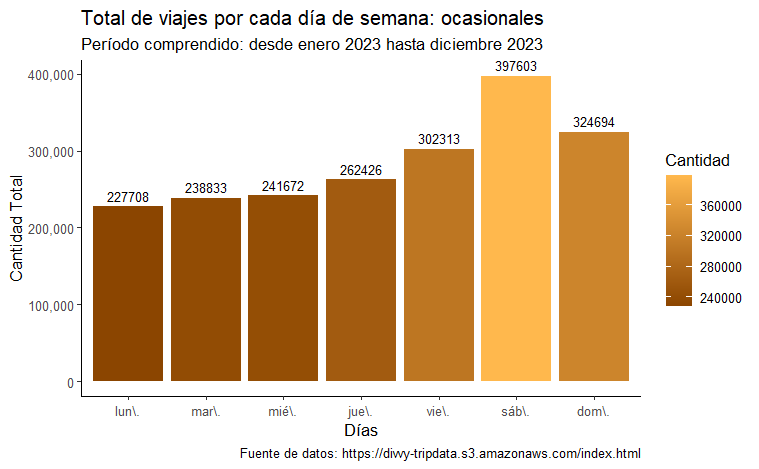 Total de viajes por cada día de semana: ocasionales
Período comprendido: desde enero 2023 hasta diciembre 2023
Cantidad Total
400,000
300,000
200,000
100,000
0
227708
238833
241672
262426
302313
397603
324694
lun\.
mar\.
mié\.
jue\.
vie\.
sáb\.
dom\.
Días
Cantidad
360000
320000
280000
240000
Fuente de datos: https://divvy-tripdata.s3.amazonaws.com/index.html